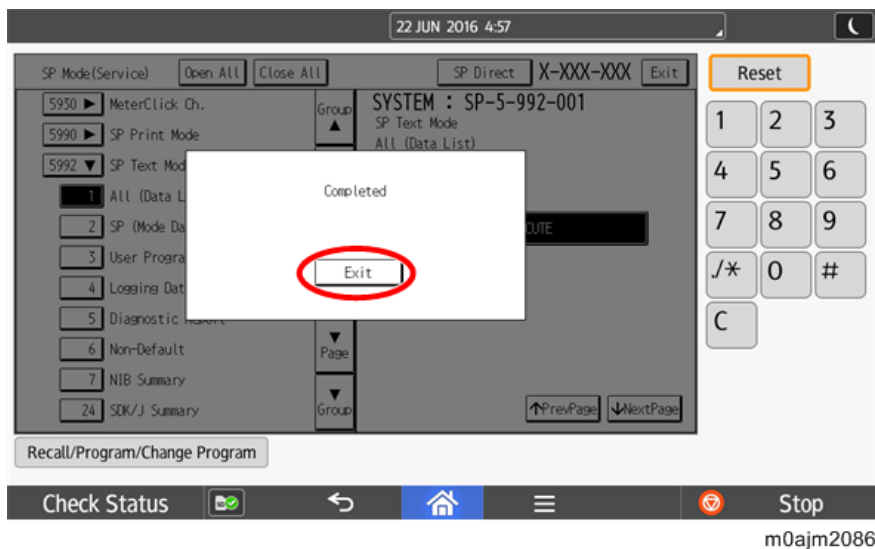 22 JUN 2016 4:57
SP Mode(Service) Open All Close All SP Direct X-XXX-XXX Exit
Reset
5930 ▶ MeterClick Ch.
5990 ▶ SP Print Mode
5992 ▼ SP Text Mod
1 All (Data L
2 SP (Mode Da
3 User Progra
4 Logging Dat
5 Diagnostic Report
6 Non-Default
7 NIB Summary
24 SDK/J Summary
Group
▲
▼
Page
▼
Group
SYSTEM : SP-5-992-001
SP Text Mode
All (Data List)
CUTE
Completed
Exit
↑PrevPage ↓NextPage
1 2 3
4 5 6
7 8 9
./* 0 #
C
Recall/Program/Change Program
Check Status Stop
m0ajm2086